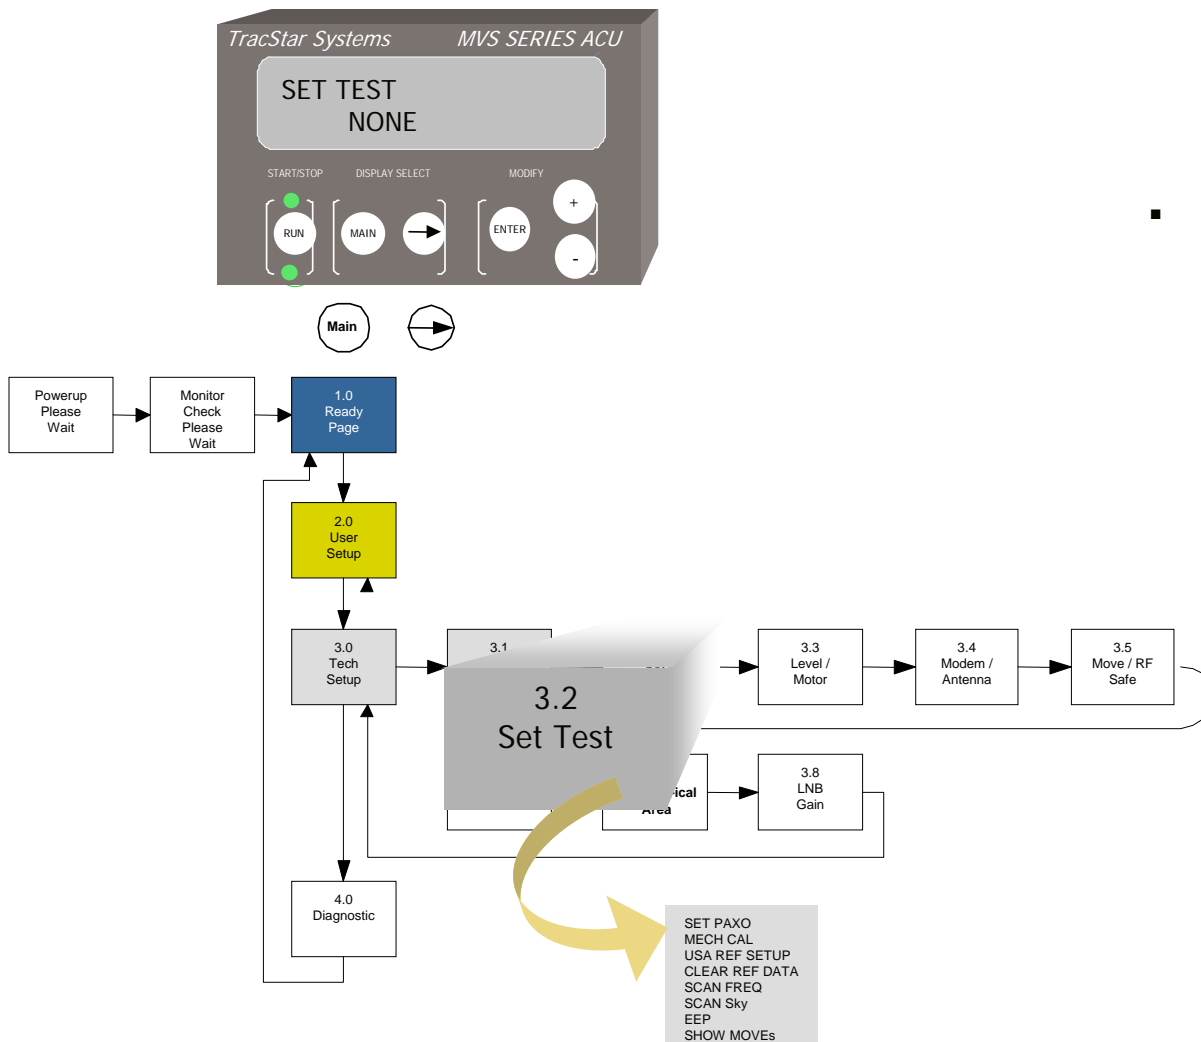 TracStar Systems MVS SERIES ACU
SET TEST
NONE
START/STOP DISPLAY SELECT MODIFY
RUN MAIN ENTER + -
Main
Powerup
Please
Wait
Monitor
Check
Please
Wait
1.0
Ready
Page
2.0
User
Setup
3.0
Tech
Setup
3.1
3.2
Set Test
3.3
Level /
Motor
3.4
Modem /
Antenna
3.5
Move / RF
Safe
Area
3.8
LNB
Gain
4.0
Diagnostic
SET PAXO
MECH CAL
USA REF SETUP
CLEAR REF DATA
SCAN FREQ
SCAN Sky
EEP
SHOW MOVEs